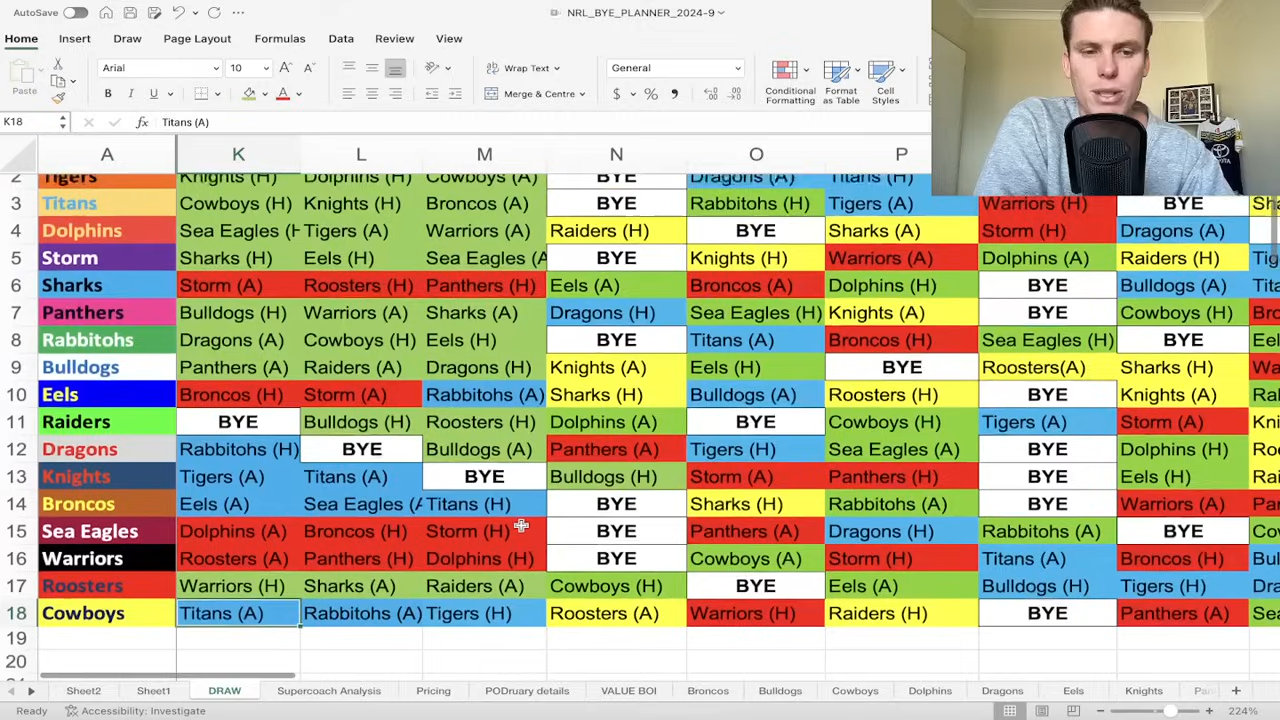 AutoSave
NRL_BYE_PLANNER_2024-9
Home Insert Draw Page Layout Formulas Data Review View
Paste Arial 10 Wrap Text General
Merge & Centre Conditional Formatting Format as Table Cell Styles
K18 fx Titans (A)
A K L M N O P
2 Tigers Knights (H) Dolphins (H) Cowboys (A) BYE Dragons (A) Titans (H)
3 Titans Cowboys (H) Knights (H) Broncos (A) BYE Rabbitohs (H) Tigers (A) Warriors (H) BYE
4 Dolphins Sea Eagles (H Tigers (A) Warriors (A) Raiders (H) BYE Sharks (A) Storm (H) Dragons (A)
5 Storm Sharks (H) Eels (H) Sea Eagles (A BYE Knights (H) Warriors (A) Dolphins (A) Raiders (H)
6 Sharks Storm (A) Roosters (H) Panthers (H) Eels (A) Broncos (A) Dolphins (H) BYE Bulldogs (A)
7 Panthers Bulldogs (H) Warriors (A) Sharks (A) Dragons (H) Sea Eagles (H) Knights (A) BYE Cowboys (H)
8 Rabbitohs Dragons (A) Cowboys (H) Eels (H) BYE Titans (A) Broncos (H) Sea Eagles (H) BYE
9 Bulldogs Panthers (A) Raiders (A) Dragons (H) Knights (A) Eels (H) BYE Roosters(A) Sharks (H)
10 Eels Broncos (H) Storm (A) Rabbitohs (A) Sharks (H) Bulldogs (A) Roosters (H) BYE Knights (A)
11 Raiders BYE Bulldogs (H) Roosters (H) Dolphins (A) BYE Cowboys (H) Tigers (A) Storm (A)
12 Dragons Rabbitohs (H) BYE Bulldogs (A) Panthers (A) Tigers (H) Sea Eagles (A) BYE Dolphins (H)
13 Knights Tigers (A) Titans (A) BYE Bulldogs (H) Storm (A) Panthers (H) BYE Eels (H)
14 Broncos Eels (A) Sea Eagles (A Titans (H) BYE Sharks (H) Rabbitohs (A) BYE Warriors (A)
15 Sea Eagles Dolphins (A) Broncos (H) Storm (H) BYE Panthers (A) Dragons (H) Rabbitohs (A) BYE
16 Warriors Roosters (A) Panthers (H) Dolphins (H) BYE Cowboys (A) Storm (H) Titans (A) Broncos (H)
17 Roosters Warriors (H) Sharks (A) Raiders (A) Cowboys (H) BYE Eels (A) Bulldogs (H) Tigers (H)
18 Cowboys Titans (A) Rabbitohs (A) Tigers (H) Roosters (A) Warriors (H) Raiders (H) BYE Panthers (A)
19
20
Sheet2 Sheet1 DRAW Supercoach Analysis Pricing PODruary details VALUE BOI Broncos Bulldogs Cowboys Dolphins Dragons Eels Knights
Ready Accessibility: Investigate 224%